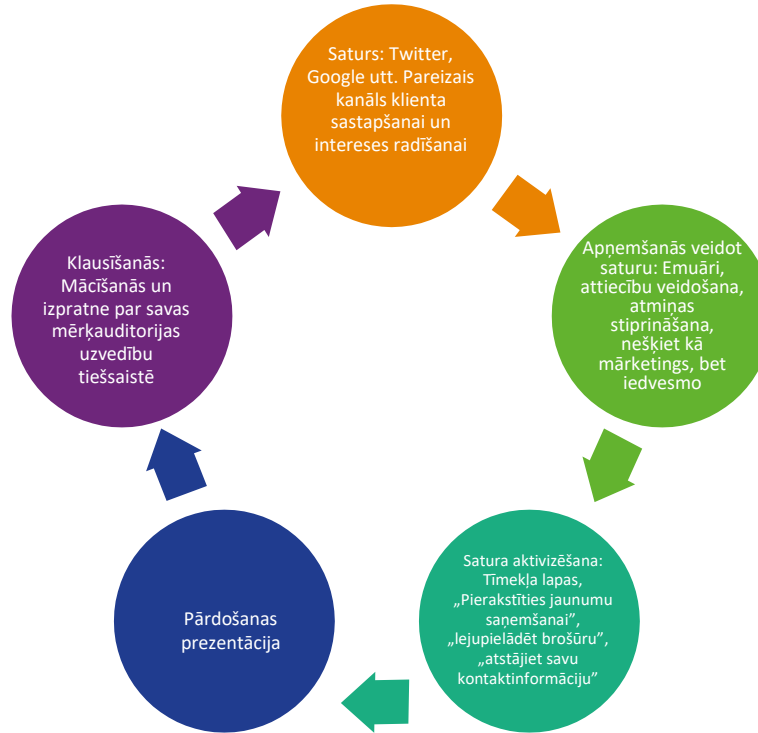 Saturs: Twitter,
Google utt. Pareizais
kanāls klienta
sastapšanai un
intereses radīšanai
Apņemšanās veidot
saturu: Emuāri,
attiecību veidošana,
atmiņas
stiprināšana,
nešķiet kā
mārketings, bet
iedvesmo
Satura aktivizēšana:
Tīmekļa lapas,
„Pierakstīties jaunumu
saņemšanai”,
„lejupielādēt brošūru”,
„atstājiet savu
kontaktinformāciju”
Pārdošanas
prezentācija
Klausīšanās:
Mācīšanās un
izpratne par savas
mērķauditorijas
uzvedību
tiešsaistē